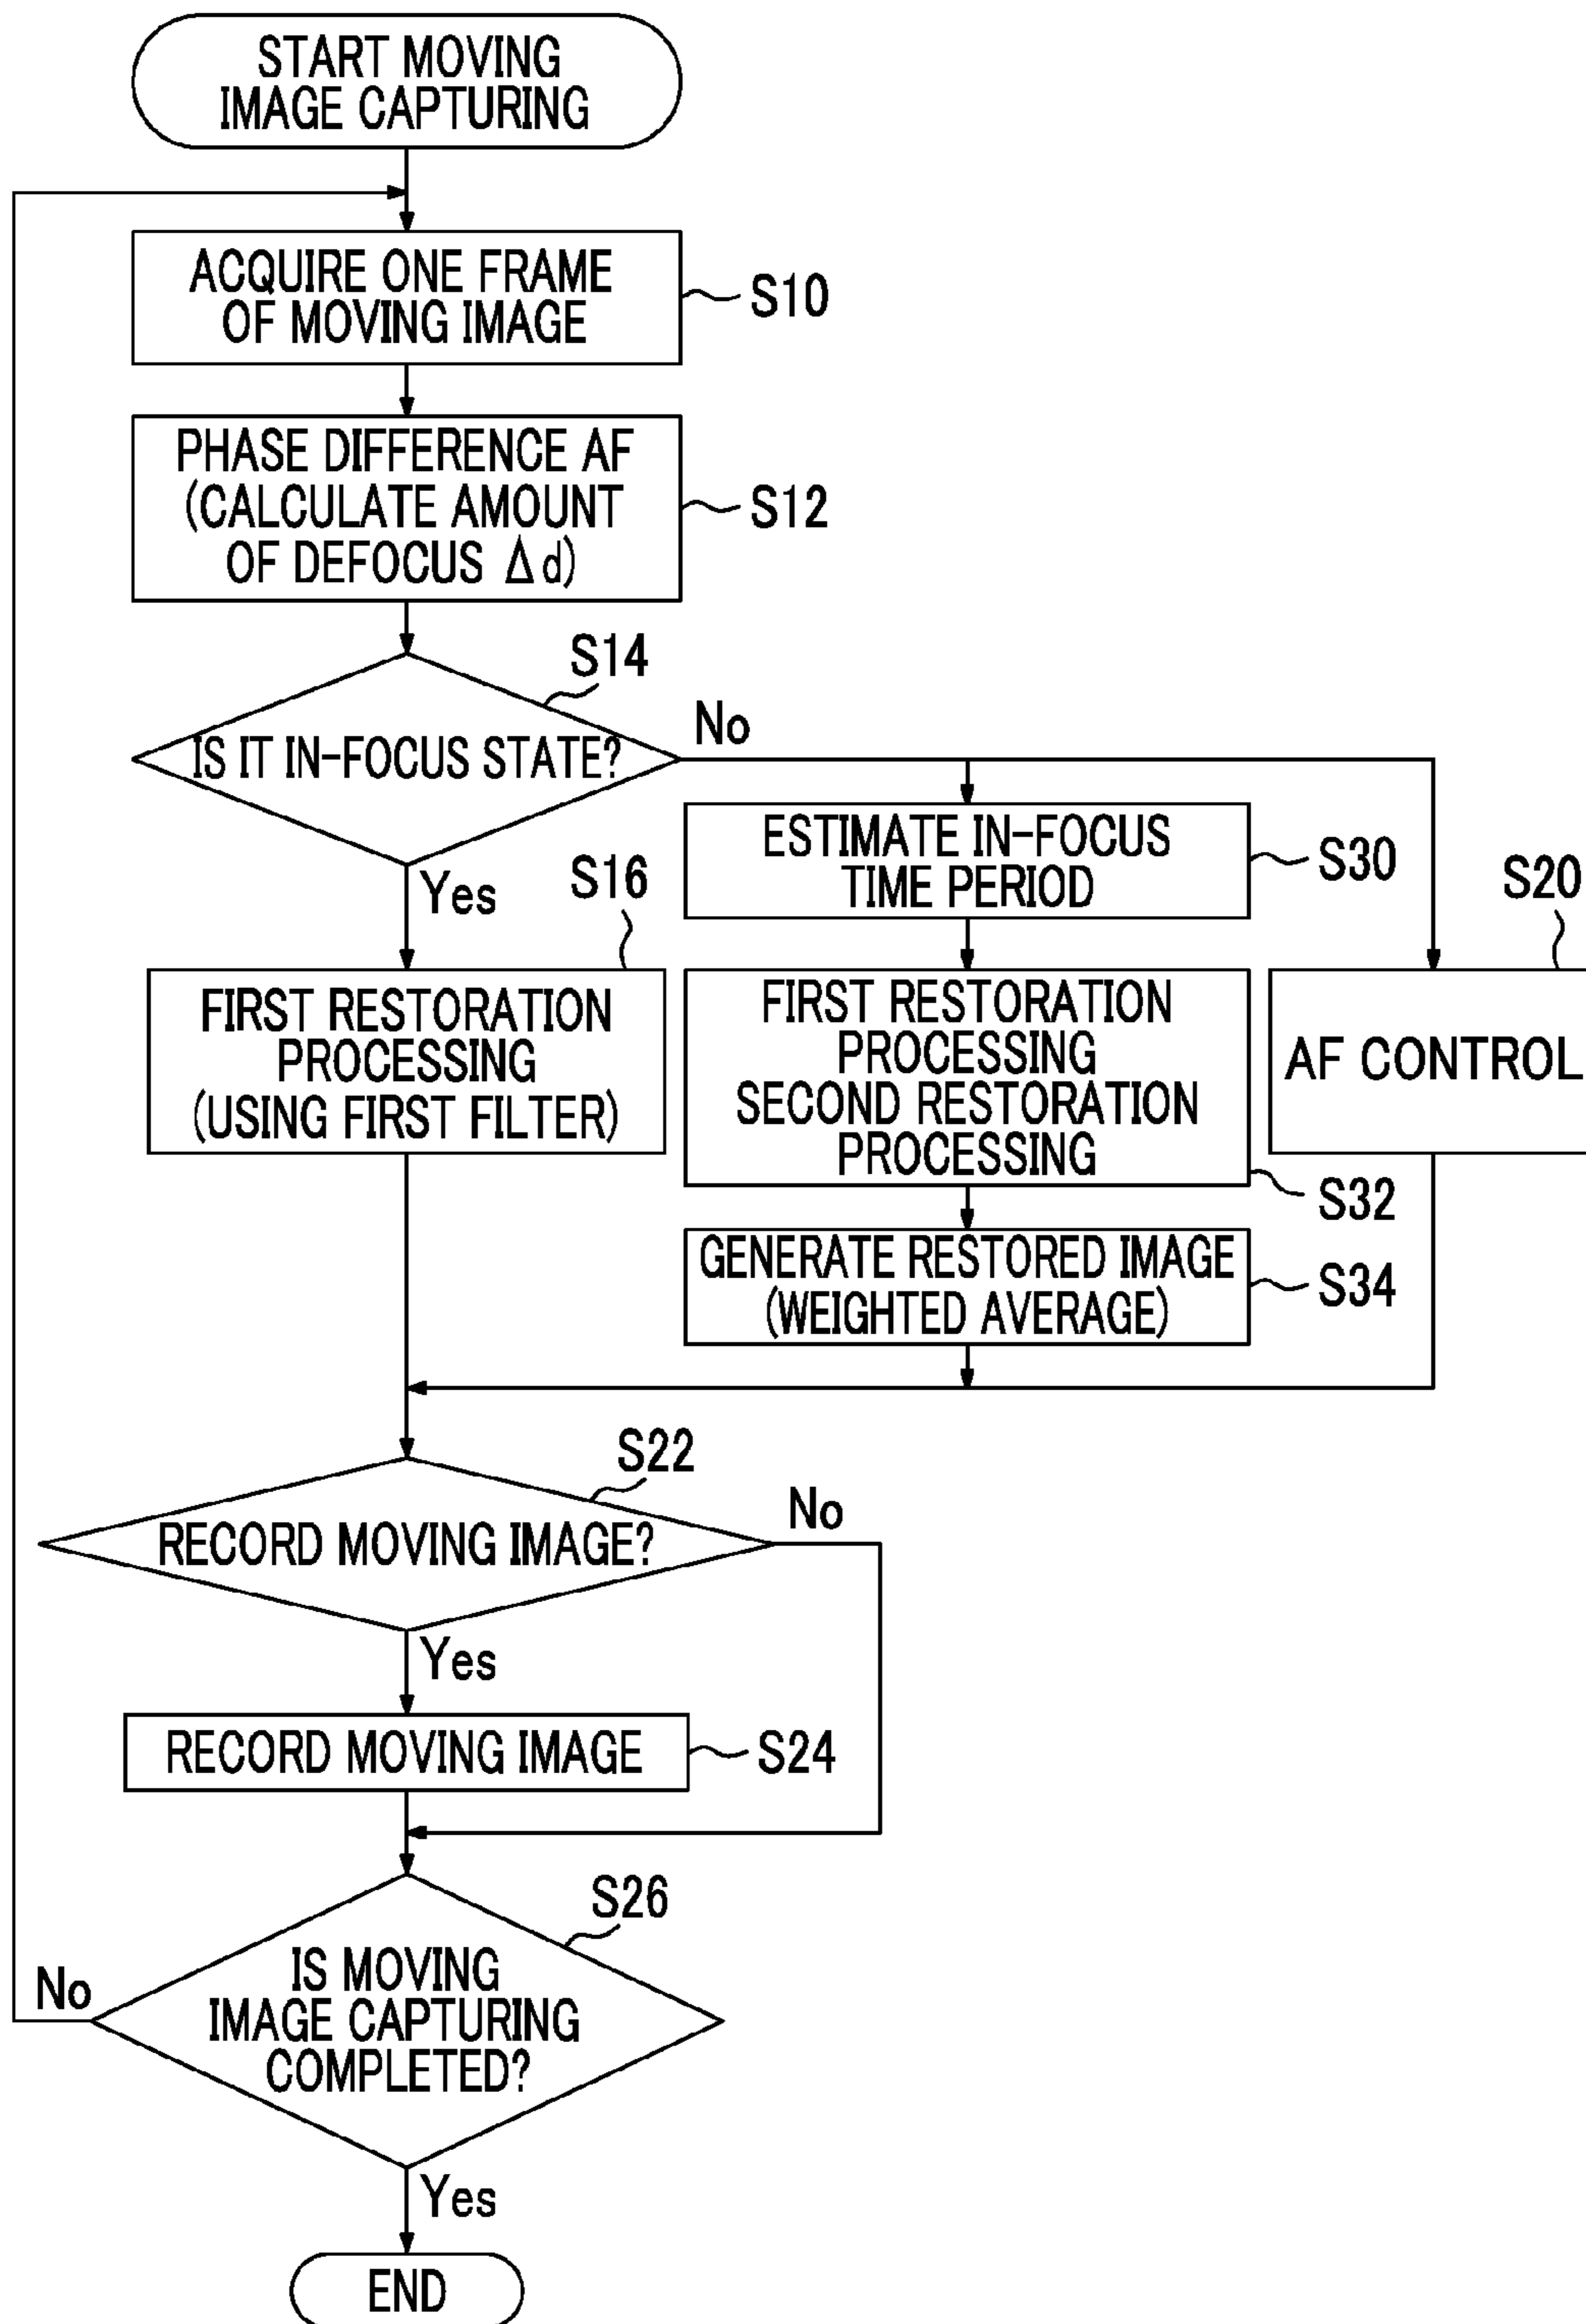 START MOVING
IMAGE CAPTURING
ACQUIRE ONE FRAME
OF MOVING IMAGE
S10
PHASE DIFFERENCE AF
(CALCULATE AMOUNT
OF DEFOCUS Δd)
S12
S14
IS IT IN-FOCUS STATE?
No
Yes
ESTIMATE IN-FOCUS
TIME PERIOD
S30
S16
FIRST RESTORATION
PROCESSING
(USING FIRST FILTER)
FIRST RESTORATION
PROCESSING
SECOND RESTORATION
PROCESSING
S32
S20
AF CONTROL
GENERATE RESTORED IMAGE
(WEIGHTED AVERAGE)
S34
S22
RECORD MOVING IMAGE?
No
Yes
RECORD MOVING IMAGE
S24
S26
IS MOVING
IMAGE CAPTURING
COMPLETED?
No
Yes
END